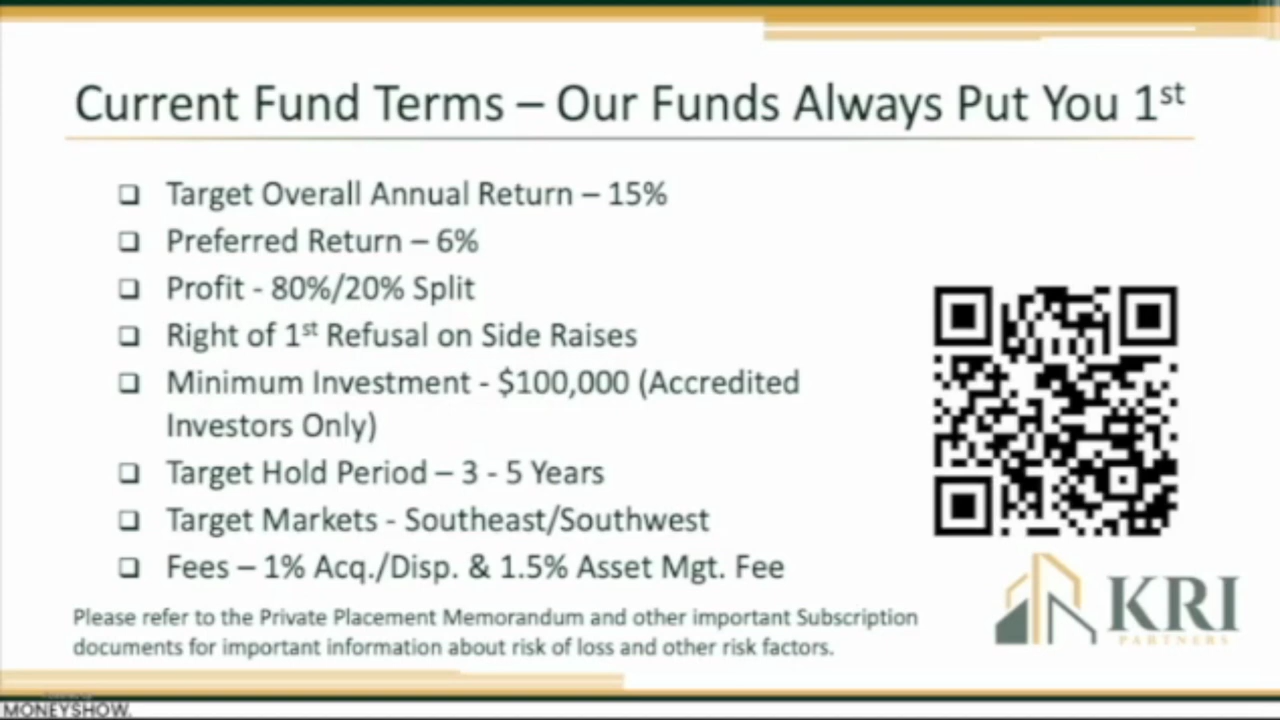 Current Fund Terms – Our Funds Always Put You 1st
❑ Target Overall Annual Return – 15%
❑ Preferred Return – 6%
❑ Profit - 80%/20% Split
❑ Right of 1st Refusal on Side Raises
❑ Minimum Investment - $100,000 (Accredited
Investors Only)
❑ Target Hold Period – 3 - 5 Years
❑ Target Markets - Southeast/Southwest
❑ Fees – 1% Acq./Disp. & 1.5% Asset Mgt. Fee
Please refer to the Private Placement Memorandum and other important Subscription
documents for important information about risk of loss and other risk factors.
KRI
PARTNERS
MONEYSHOW.